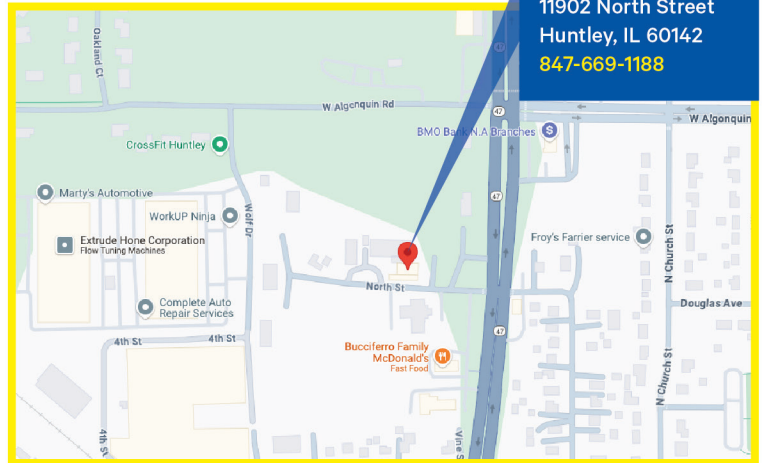 11902 North Street
Huntley, IL 60142
847-669-1188
Oakland Ct
W Algonquin Rd
47
W Algonquin
BMO Bank N.A Branches
CrossFit Huntley
Marty's Automotive
47
WorkUP Ninja
Wolf Dr
Extrude Hone Corporation
Flow Tuning Machines
Froy's Farrier service
N Church St
North St
Complete Auto
Repair Services
Douglas Ave
47
4th St
4th St
Bucciferro Family
McDonald's
Fast Food
N Church St
4th St
Vine S